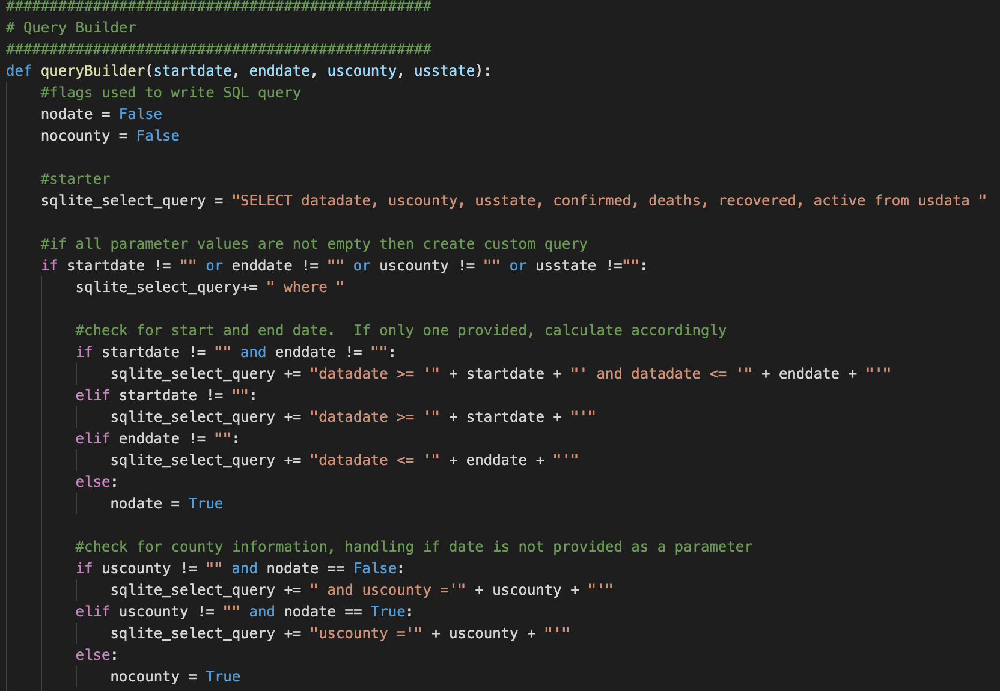 #################################################
# Query Builder
#################################################
def queryBuilder(startdate, enddate, uscounty, usstate):
    #flags used to write SQL query
    nodate = False
    nocounty = False

    #starter
    sqlite_select_query = "SELECT datadate, uscounty, usstate, confirmed, deaths, recovered, active from usdata "

    #if all parameter values are not empty then create custom query
    if startdate != "" or enddate != "" or uscounty != "" or usstate !="":
        sqlite_select_query+= " where "

        #check for start and end date.  If only one provided, calculate accordingly
        if startdate != "" and enddate != "":
            sqlite_select_query += "datadate >= '" + startdate + "' and datadate <= '" + enddate + "'"
        elif startdate != "":
            sqlite_select_query += "datadate >= '" + startdate + "'"
        elif enddate != "":
            sqlite_select_query += "datadate <= '" + enddate + "'"
        else:
            nodate = True

        #check for county information, handling if date is not provided as a parameter
        if uscounty != "" and nodate == False:
            sqlite_select_query += " and uscounty ='" + uscounty + "'"
        elif uscounty != "" and nodate == True:
            sqlite_select_query += "uscounty ='" + uscounty + "'"
        else:
            nocounty = True